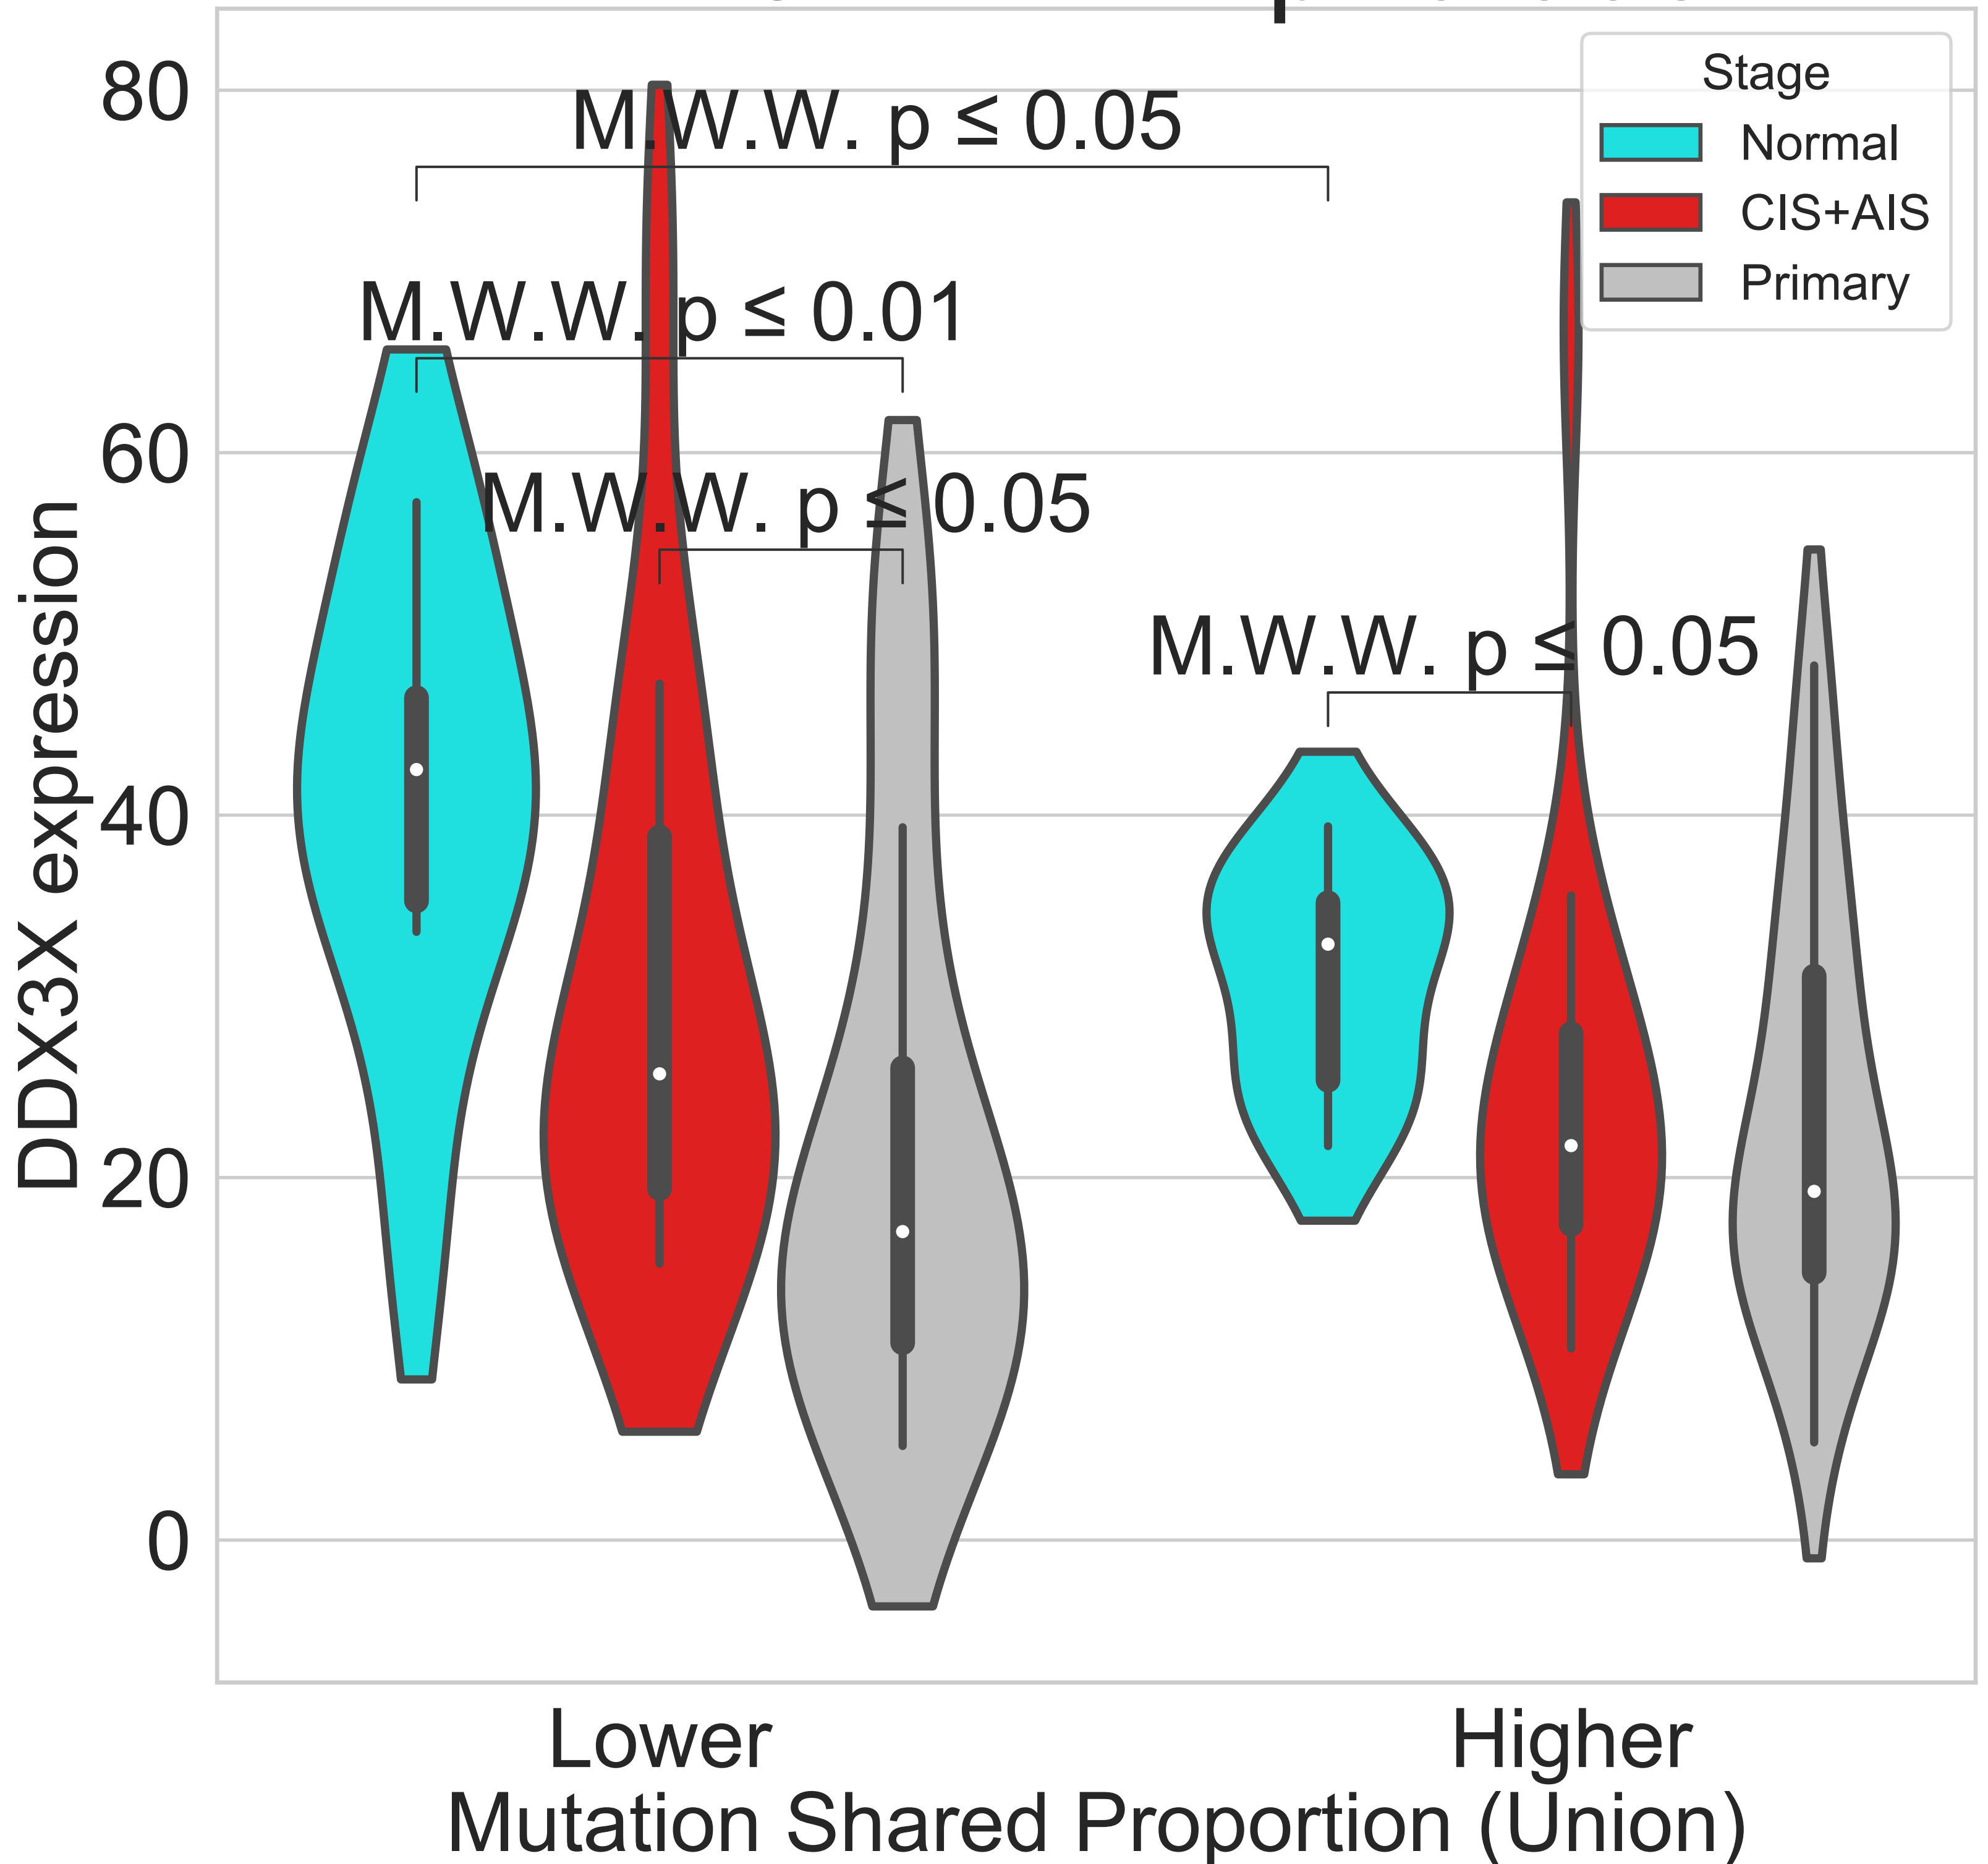 80
60
40
20
0
DDX3X expression
M.W.W. p ≤ 0.05
M.W.W. p ≤ 0.01
M.W.W. p ≤ 0.05
M.W.W. p ≤ 0.05
Stage
Normal
CIS+AIS
Primary
Lower
Higher
Mutation Shared Proportion (Union)